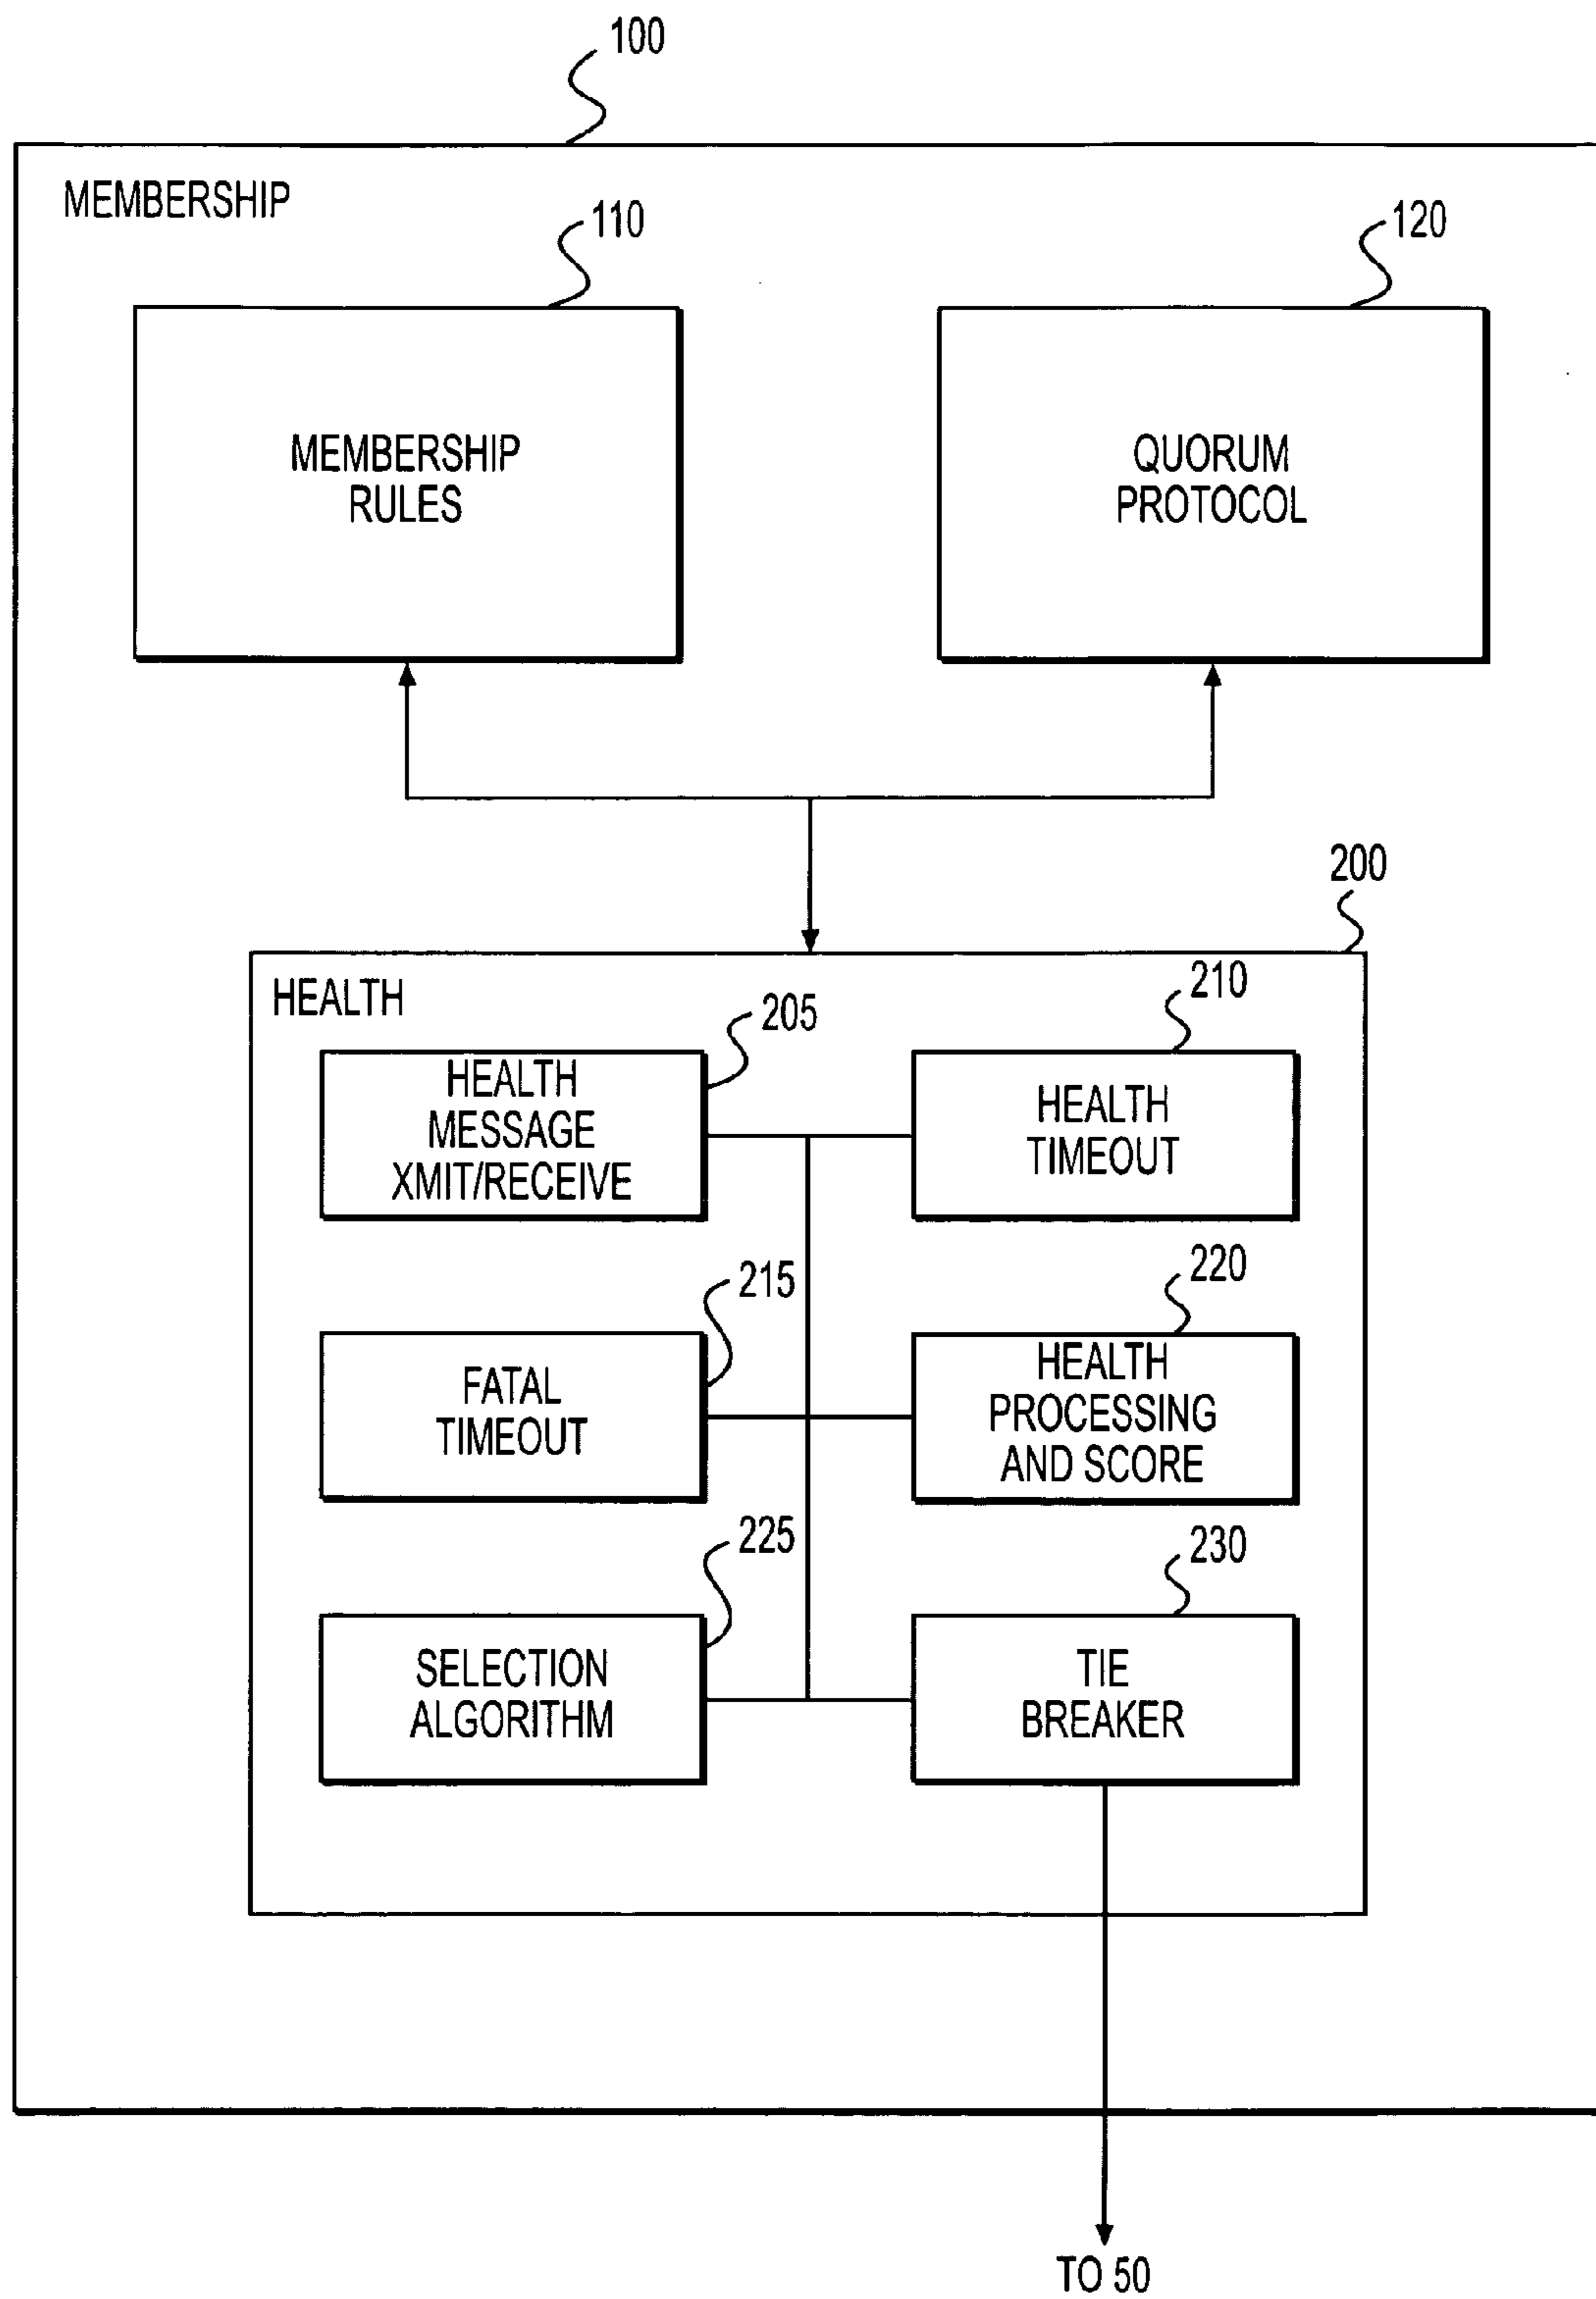 100
MEMBERSHIP
110
120
MEMBERSHIP
RULES
QUORUM
PROTOCOL
200
HEALTH
205
210
HEALTH
MESSAGE
XMIT/RECEIVE
HEALTH
TIMEOUT
215
220
FATAL
TIMEOUT
HEALTH
PROCESSING
AND SCORE
225
230
SELECTION
ALGORITHM
TIE
BREAKER
TO 50